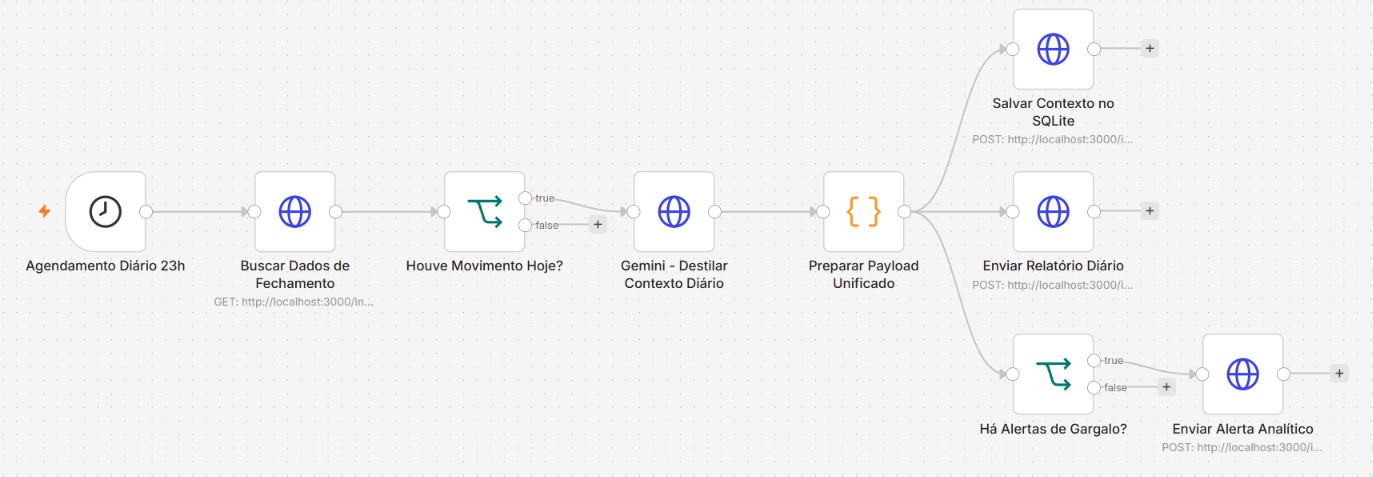 Salvar Contexto no
SQLite
POST: http://localhost:3000/i...
true
false
Agendamento Diário 23h
Buscar Dados de
Fechamento
GET: http://localhost:3000/in...
Houve Movimento Hoje?
Gemini - Destilar
Contexto Diário
Preparar Payload
Unificado
Enviar Relatório Diário
POST: http://localhost:3000/i...
true
false
Há Alertas de Gargalo?
Enviar Alerta Analítico
POST: http://localhost:3000/i...